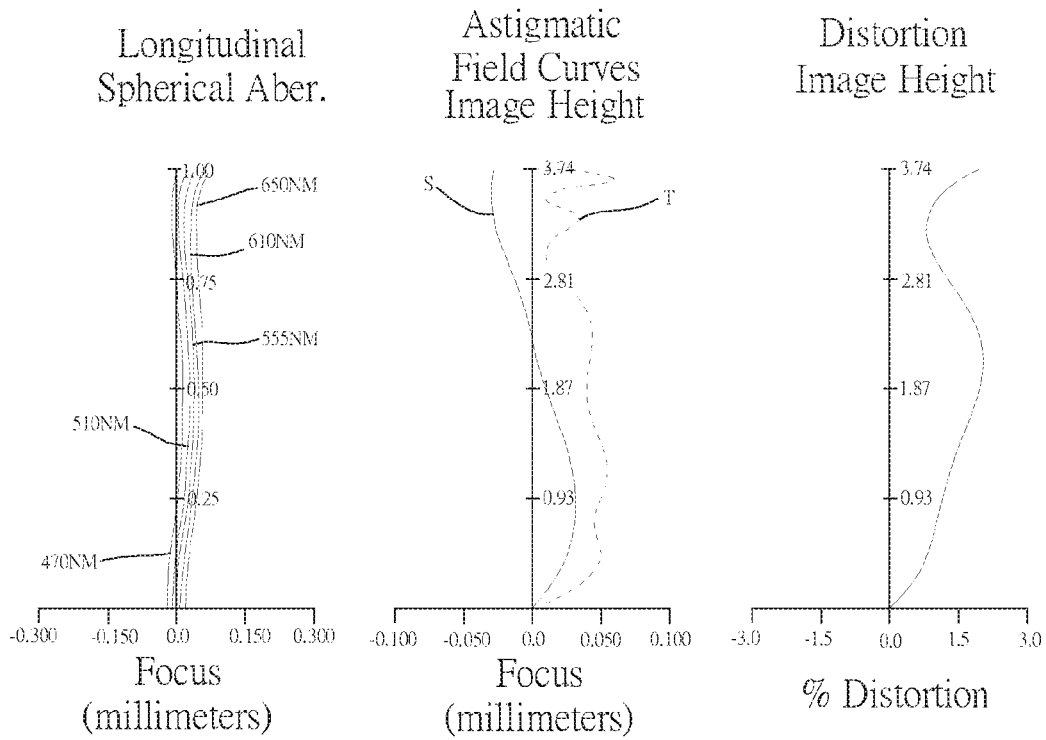 Longitudinal
Spherical Aber.
1.00
650NM
610NM
0.75
555NM
0.50
510NM
0.25
470NM
-0.300 -0.150 0.0 0.150 0.300
Focus
(millimeters)
Astigmatic
Field Curves
Image Height
3.74
S
T
2.81
1.87
0.93
-0.100 -0.050 0.0 0.050 0.100
Focus
(millimeters)
Distortion
Image Height
3.74
2.81
1.87
0.93
-3.0 -1.5 0.0 1.5 3.0
% Distortion